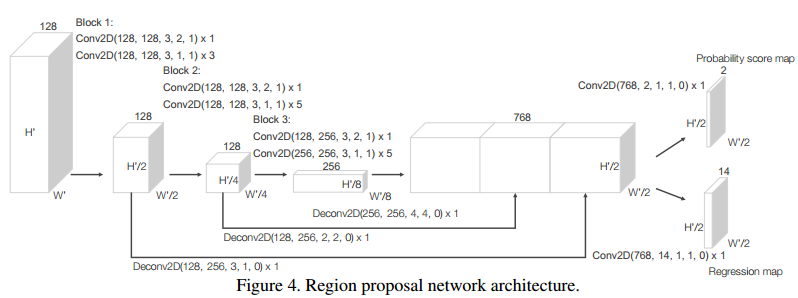 128
Block 1:
Conv2D(128, 128, 3, 2, 1) x 1
Conv2D(128, 128, 3, 1, 1) x 3
H'
W'
Block 2:
Conv2D(128, 128, 3, 2, 1) x 1
Conv2D(128, 128, 3, 1, 1) x 5
128
H'/2
W'/2
Block 3:
Conv2D(128, 256, 3, 2, 1) x 1
Conv2D(256, 256, 3, 1, 1) x 5
128
H'/4
W'/4
256
H'/8
W'/8
768
H'/2
W'/2
Deconv2D(256, 256, 4, 4, 0) x 1
Deconv2D(128, 256, 2, 2, 0) x 1
Deconv2D(128, 256, 3, 1, 0) x 1
Probability score map
2
Conv2D(768, 2, 1, 1, 0) x 1
H'/2
W'/2
14
H'/2
W'/2
Conv2D(768, 14, 1, 1, 0) x 1
Regression map
Figure 4. Region proposal network architecture.